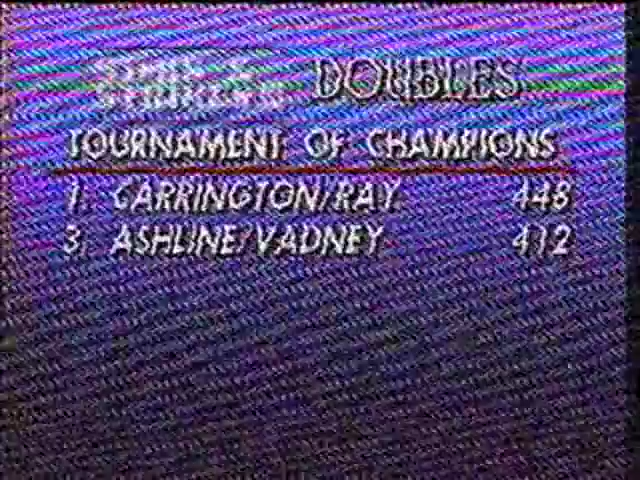 DOUBLES
TOURNAMENT OF CHAMPIONS
1. CARRINGTON/RAY 448
3. ASHLINE/VADNEY 412